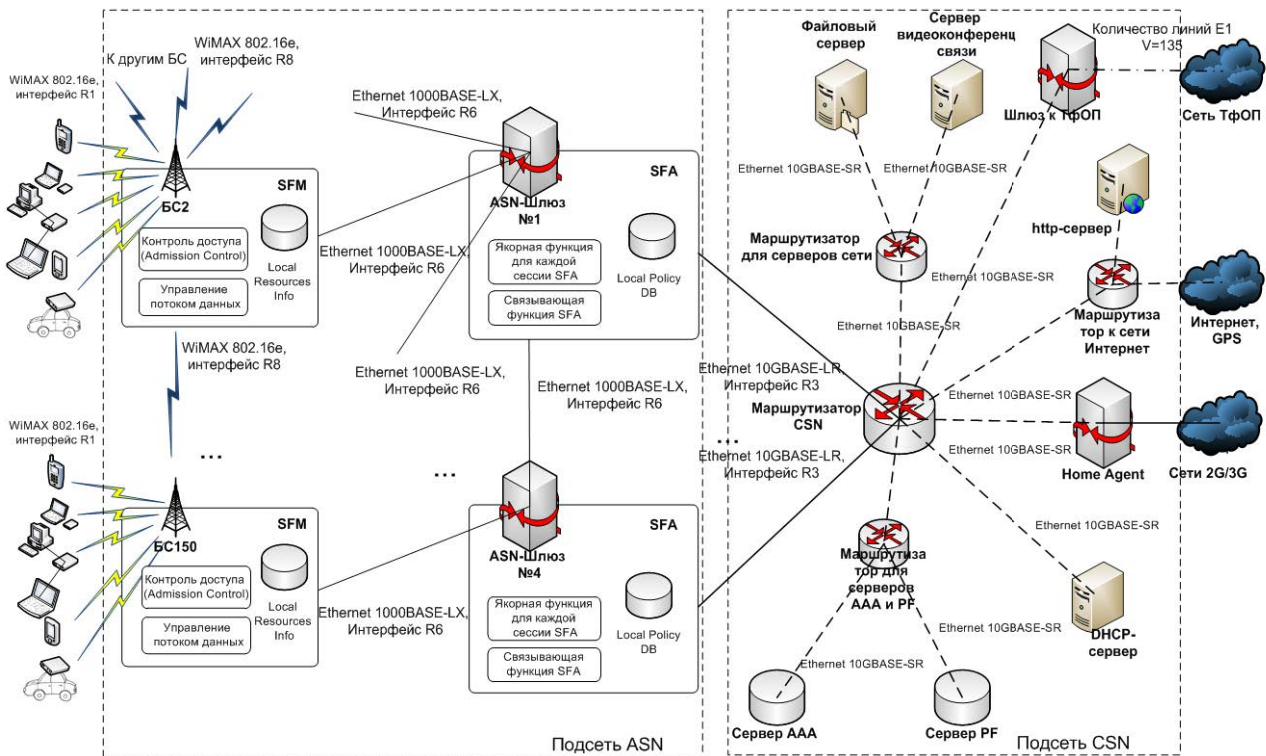 WiMAX 802.16e,
интерфейс R1
К другим БС
WiMAX 802.16e,
интерфейс R8
БС2
SFM
Контроль доступа
(Admission Control)
Управление
потоком данных
Local
Resources
Info
WiMAX 802.16e,
интерфейс R8
WiMAX 802.16e,
интерфейс R1
...
БС150
SFM
Контроль доступа
(Admission Control)
Управление
потоком данных
Local
Resources
Info
Ethernet 1000BASE-LX,
Интерфейс R6
Ethernet 1000BASE-LX,
Интерфейс R6
Ethernet 1000BASE-LX,
Интерфейс R6
Ethernet 1000BASE-LX,
Интерфейс R6
Ethernet 1000BASE-LX,
Интерфейс R6
ASN-Шлюз
№1
SFA
Якорная функция
для каждой
сессии SFA
Связывающая
функция SFA
Local Policy
DB
...
ASN-Шлюз
№4
SFA
Якорная функция
для каждой
сессии SFA
Связывающая
функция SFA
Local Policy
DB
Подсеть ASN
...
Ethernet 10GBASE-LR,
Интерфейс R3
Ethernet 10GBASE-LR,
Интерфейс R3
Файловый
сервер
Сервер
видеоконференц
связи
Количество линий E1
V=135
Шлюз к ТфОП
Сеть ТфОП
Ethernet 10GBASE-SR
Ethernet 10GBASE-SR
Маршрутизатор
для серверов сети
http-сервер
Ethernet 10GBASE-SR
Ethernet 10GBASE-SR
Маршрутиза
тор к сети
Интернет
Интернет,
GPS
Маршрутизатор
CSN
Ethernet 10GBASE-SR
Ethernet 10GBASE-SR
Home Agent
Сети 2G/3G
Ethernet 10GBASE-SR
Маршрутиза
тор для
серверов
AAA и PF
DHCP-
сервер
Ethernet 10GBASE-SR
Ethernet 10GBASE-SR
Сервер AAA
Сервер PF
Подсеть CSN